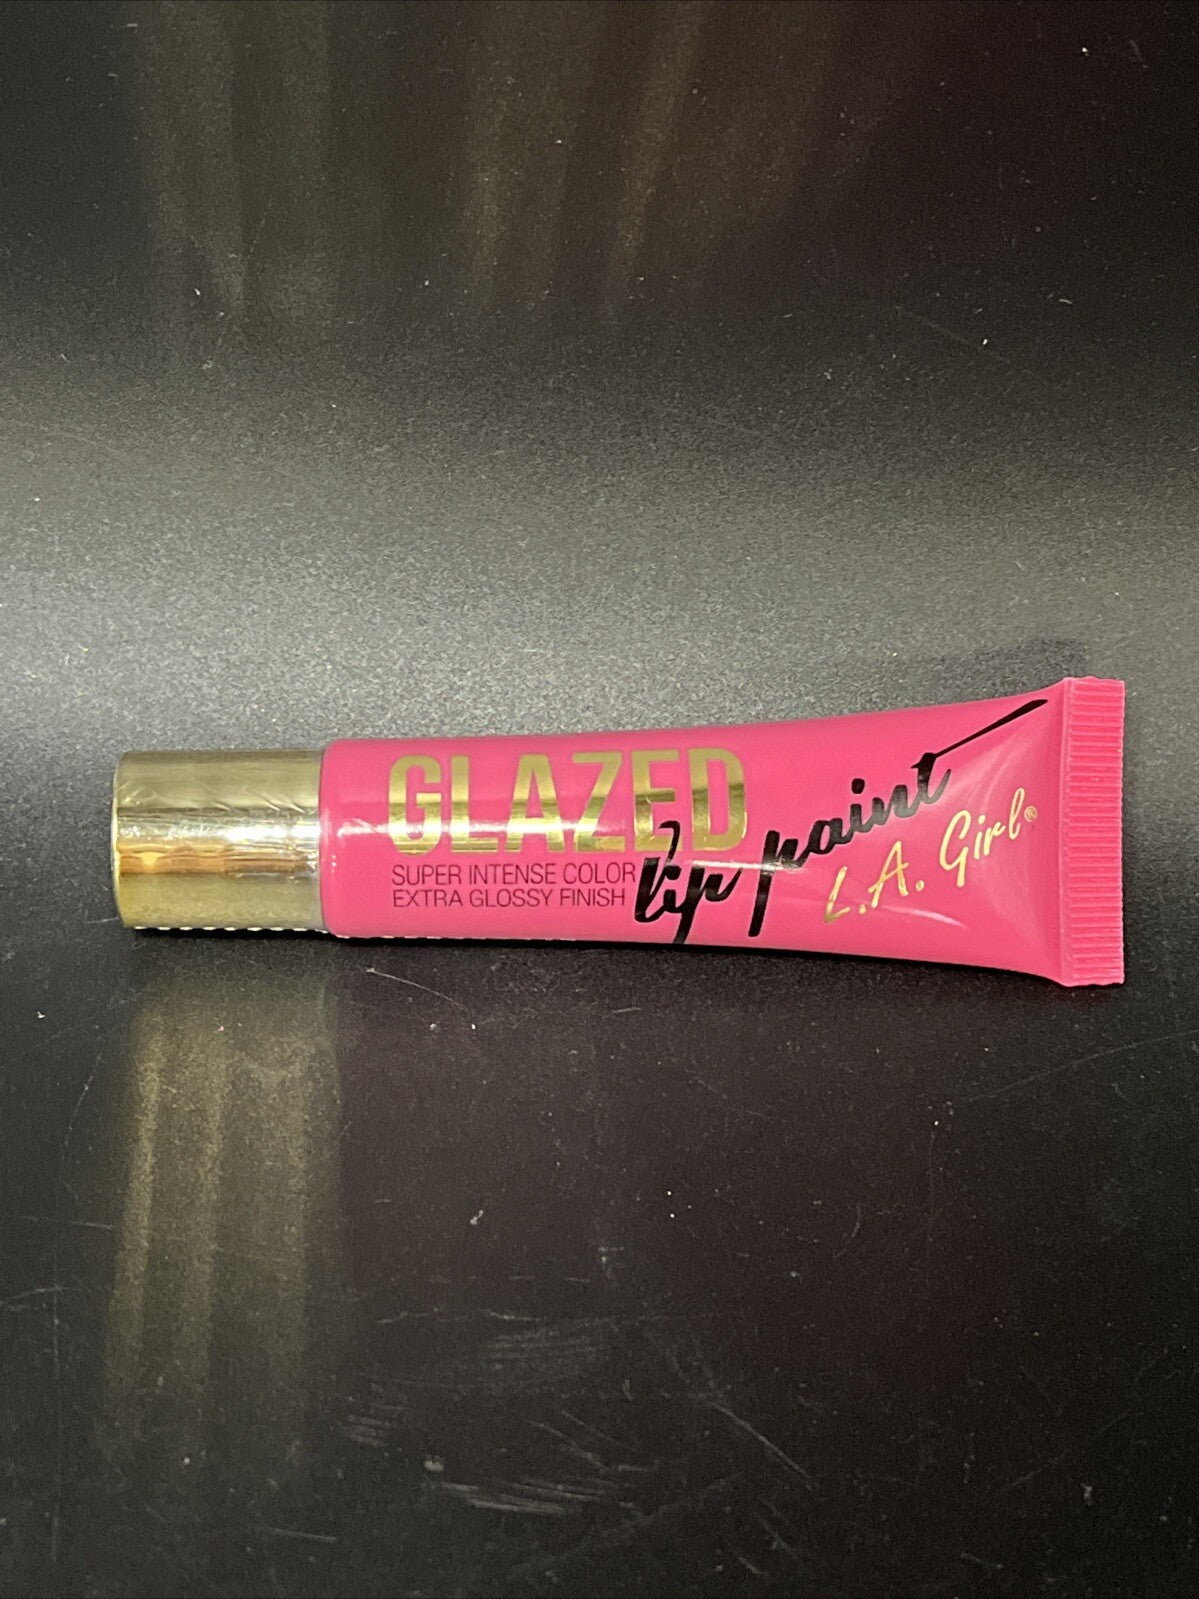 GLAZED
lip paint
SUPER INTENSE COLOR
EXTRA GLOSSY FINISH
L.A. Girl®